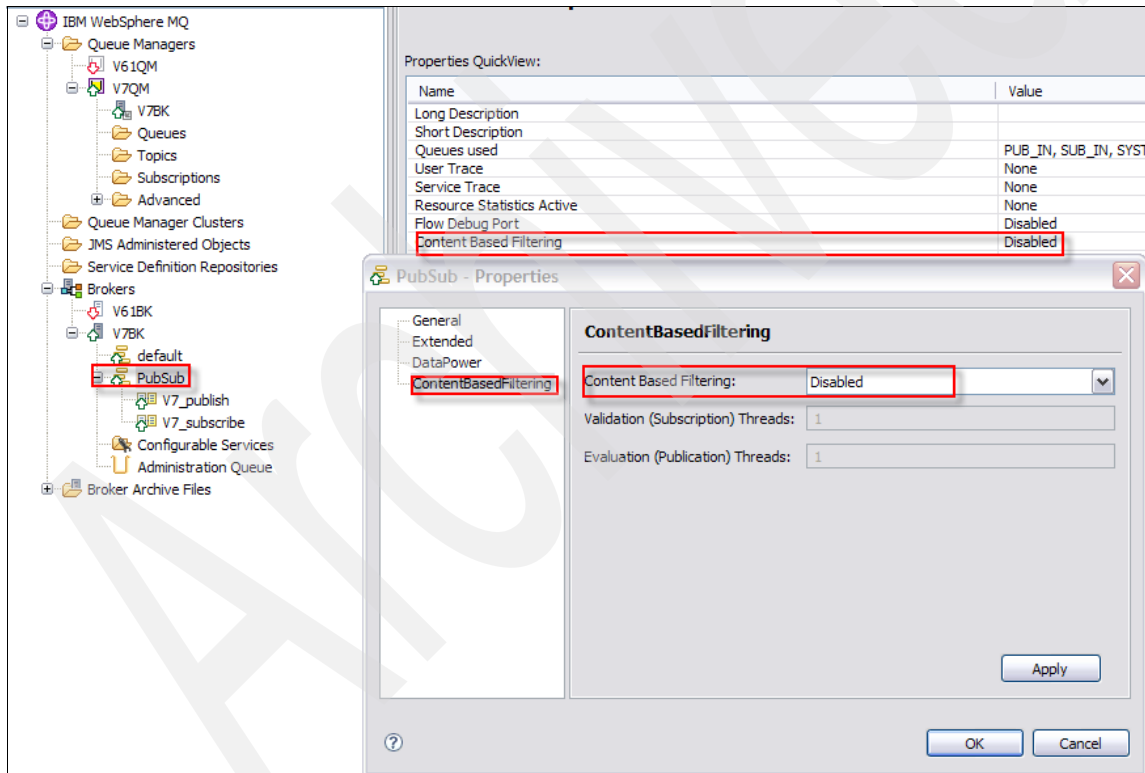 IBM WebSphere MQ
Queue Managers
V61QM
V7QM
V7BK
Queues
Topics
Subscriptions
Advanced
Queue Manager Clusters
JMS Administered Objects
Service Definition Repositories
Brokers
V61BK
V7BK
default
PubSub
V7_publish
V7_subscribe
Configurable Services
Administration Queue
Broker Archive Files
Properties QuickView:
Name Value
Long Description
Short Description
Queues used PUB_IN, SUB_IN, SYST
User Trace None
Service Trace None
Resource Statistics Active None
Flow Debug Port Disabled
Content Based Filtering Disabled
PubSub - Properties
General
Extended
DataPower
ContentBasedFiltering
ContentBasedFiltering
Content Based Filtering: Disabled
Validation (Subscription) Threads: 1
Evaluation (Publication) Threads: 1
Apply
OK Cancel